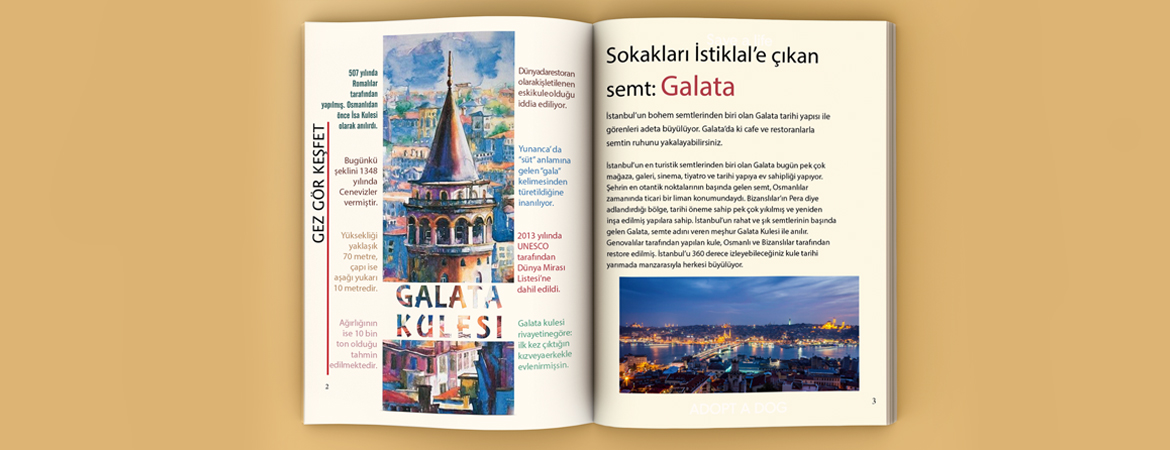 GEZ GÖR KEŞFET
507 yılında
Romalılar
tarafından
yapılmış. Osmanlıdan
önce İsa Kulesi
olarak anılırdı.
Bugünkü
şeklini 1348
yılında
Cenevizler
vermiştir.
Yüksekliği
yaklaşık
70 metre,
çapı ise
aşağı yukarı
10 metredir.
Ağırlığının
ise 10 bin
ton olduğu
tahmin
edilmektedir.
GALATA
KULESI
Dünyadarestoran
olarakişletilenen
eskikuleolduğu
iddia ediliyor.
Yunanca'da
"süt" anlamına
gelen "gala"
kelimesinden
türetildiğine
inanılıyor.
2013 yılında
UNESCO
tarafından
Dünya Mirası
Listesi'ne
dahil edildi.
Galata kulesi
rivayetinegöre:
ilk kez çıktığın
kızveyaerkekle
evlenirmişsin.
2
Sokakları İstiklal'e çıkan
semt: Galata
İstanbul'un bohem semtlerinden biri olan Galata tarihi yapısı ile
görenleri adeta büyülüyor. Galata'da ki cafe ve restoranlarla
semtin ruhunu yakalayabilirsiniz.
İstanbul'un en turistik semtlerinden biri olan Galata bugün pek çok
mağaza, galeri, sinema, tiyatro ve tarihi yapıya ev sahipliği yapıyor.
Şehrin en otantik noktalarının başında gelen semt, Osmanlılar
zamanında ticari bir liman konumundaydı. Bizanslılar'ın Pera diye
adlandırdığı bölge, tarihi öneme sahip pek çok yıkılmış ve yeniden
inşa edilmiş yapılara sahip. İstanbul'un rahat ve şık semtlerinin başında
gelen Galata, semte adını veren meşhur Galata Kulesi ile anılır.
Genovalılar tarafından yapılan kule, Osmanlı ve Bizanslılar tarafından
restore edilmiş. İstanbul'u 360 derece izleyebileceğiniz kule tarihi
yarımada manzarasıyla herkesi büyülüyor.
ADOPT A DOG
3